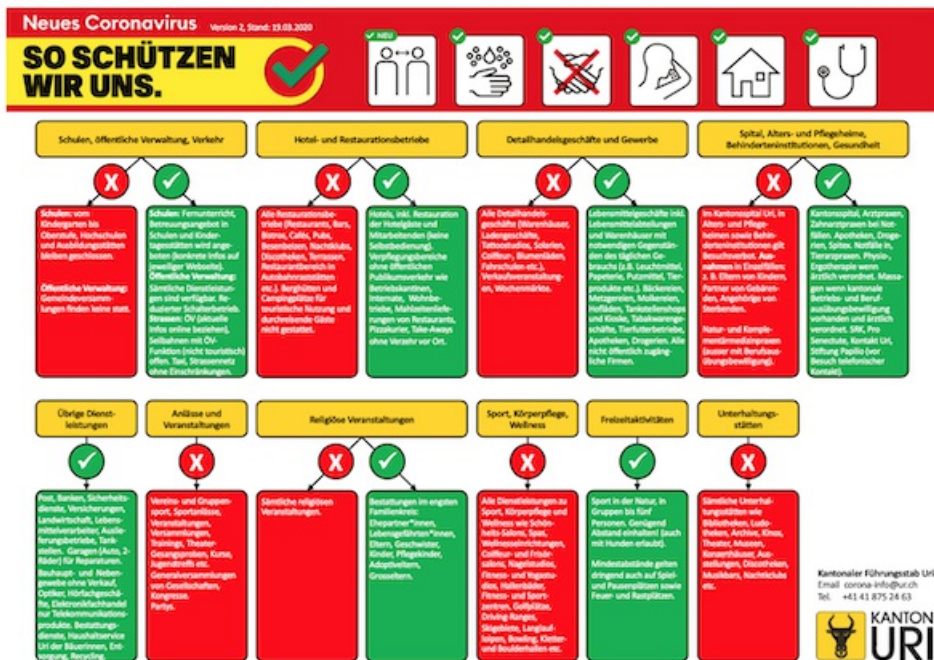 Neues Coronavirus Version 2, Stand: 19.03.2020
SO SCHÜTZEN
WIR UNS.
NEU
Schulen, öffentliche Verwaltung, Verkehr
Schulen: vom
Kindergarten bis
Oberstufe, Hochschulen
und Ausbildungsstätten
bleiben geschlossen.
Öffentliche Verwaltung:
Gemeindeversamm-
lungen finden keine statt.
Schulen: Fernunterricht,
Betreuungsangebot in
Schulen und Kinder-
tagesstätten wird ange-
boten (konkrete Infos auf
jeweiliger Webseite).
Öffentliche Verwaltung:
Sämtliche Dienstleistun-
gen sind verfügbar. Re-
duzierter Schalterbetrieb.
Strassen: ÖV (aktuelle
Infos online beziehen),
Seilbahnen mit ÖV-
Funktion (nicht touristisch)
offen. Taxi, Strassennetz
ohne Einschränkungen.
Hotel- und Restaurationsbetriebe
Alle Restaurationsbe-
triebe (Restaurants, Bars,
Bistros, Cafés, Pubs,
Besenbeizen, Nachtklubs,
Discotheken, Terrassen,
Restaurantbereich in
Autobahnraststätten
etc.). Berghütten und
Campingplätze für
touristische Nutzung und
durchreisende Gäste
nicht gestattet.
Hotels, inkl. Restauration
der Hotelgäste und
Mitarbeitenden (keine
Selbstbedienung).
Verpflegungsbereiche
ohne öffentlichen
Publikumsverkehr wie
Betriebskantinen,
Internate, Wohnbe-
triebe, Mahlzeitenliefe-
rungen von Restaurants,
Pizzakurier, Take-Aways
ohne Verzehr vor Ort.
Detailhandelsgeschäfte und Gewerbe
Alle Detailhandels-
geschäfte (Warenhäuser,
Ladengeschäfte,
Tattoostudios, Solarien,
Coiffeur-, Blumenläden,
Fahrschulen etc.),
Verkaufsveranstaltun-
gen, Wochenmärkte.
Lebensmittelgeschäfte inkl.
Lebensmittelabteilungen
und Warenhäuser mit
notwendigen Gegenstän-
den des täglichen Ge-
brauchs (z.B. Leuchtmittel,
Papeterie, Putzmittel, Tier-
produkte etc.). Bäckereien,
Metzgereien, Molkereien,
Hofläden, Tankstellenshops
und Kioske, Tabakwarenge-
schäfte, Tierfutterbetriebe,
Apotheken, Drogerien. Alle
nicht öffentlich zugäng-
liche Firmen.
Spital, Alters- und Pflegeheime,
Behinderteninstitutionen, Gesundheit
Im Kantonsspital Uri, in
Alters- und Pflege-
heimen sowie Behin-
derteninstitutionen gilt
Besuchsverbot. Aus-
nahmen in Einzelfällen:
z. B. Eltern von Kindern,
Partner von Gebären-
den, Angehörige von
Sterbenden.
Natur- und Komple-
mentärmedizinpraxen
(ausser mit Berufsaus-
übungsbewilligung).
Kantonsspital, Arztpraxen,
Zahnarztpraxen bei Not-
fällen. Apotheken, Droge-
rien, Spitex. Notfälle in
Tierarztpraxen. Physio-,
Ergotherapie wenn
ärztlich verordnet. Massa-
gen wenn kantonale
Betriebs- und Beruf-
ausübungsbewilligung
vorhanden und ärztlich
verordnet. SRK, Pro
Senectute, Kontakt Uri,
Stiftung Papilio (vor
Besuch telefonischer
Kontakt).
Übrige Dienst-
leistungen
Post, Banken, Sicherheits-
dienste, Versicherungen,
Landwirtschaft, Lebens-
mittelverarbeiter, Auslie-
ferungsbetriebe, Tank-
stellen. Garagen (Auto, 2-
Räder) für Reparaturen.
Bauhaupt- und Neben-
gewebe ohne Verkauf,
Optiker, Hörfachgeschä-
fte, Elektronikfachhandel
nur Telekommunikations-
produkte. Bestattungs-
dienste, Haushaltservice
Uri der Bäuerinnen, Ent-
sorgung, Recycling.
Anlässe und
Veranstaltungen
Vereins- und Gruppen-
sport, Sportanlässe,
Veranstaltungen,
Versammlungen,
Trainings, Theater-
Gesangsproben, Kurse,
Jugendtreffs etc.
Generalversammlungen
von Gesellschaften,
Kongresse.
Partys.
Religiöse Veranstaltungen
Sämtliche religiösen
Veranstaltungen.
Bestattungen im engsten
Familienkreis:
Ehepartner*innen,
Lebensgefährten*innen,
Eltern, Geschwister,
Kinder, Pflegekinder,
Adoptiveltern,
Grosseltern.
Sport, Körperpflege,
Wellness
Alle Dienstleistungen zu
Sport, Körperpflege und
Wellness wie Schön-
heits-Salons, Spas,
Wellnesseinrichtungen,
Coiffeur- und Frisör-
salons, Nagelstudios,
Fitness- und Yogastu-
dios, Hallenbäder,
Fitness- und Sport-
zentren, Golfplätze,
Driving-Ranges,
Skigebiete, Langlauf-
loipen, Bowling, Kletter-
und Boulderhallen etc.
Freizeitaktivitäten
Sport in der Natur, in
Gruppen bis fünf
Personen. Genügend
Abstand einhalten! (auch
mit Hunden erlaubt).
Mindestabstände gelten
dringend auch auf Spiel-
und Pausenplätzen sowie
Feuer- und Rastplätzen.
Unterhaltungs-
stätten
Sämtliche Unterhal-
tungsstätten wie
Bibliotheken, Ludo-
theken, Archive, Kinos,
Theater, Museen,
Konzerthäuser, Aus-
stellungen, Discotheken,
Musikbars, Nachtclubs
etc.
Kantonaler Führungsstab Uri
Email corona-info@ur.ch
Tel. +41 41 875 24 63
KANTON
URI